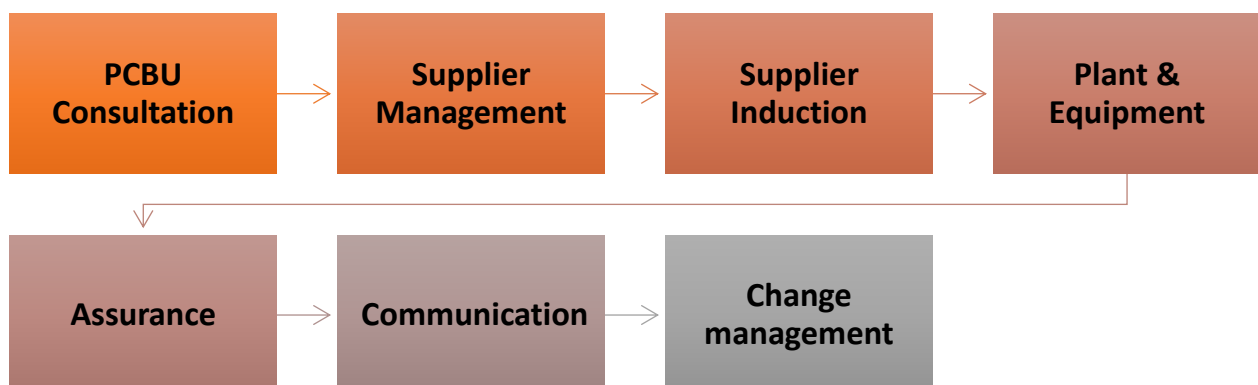 PCBU
Consultation
Supplier
Management
Supplier
Induction
Plant &
Equipment
Assurance
Communication
Change
management